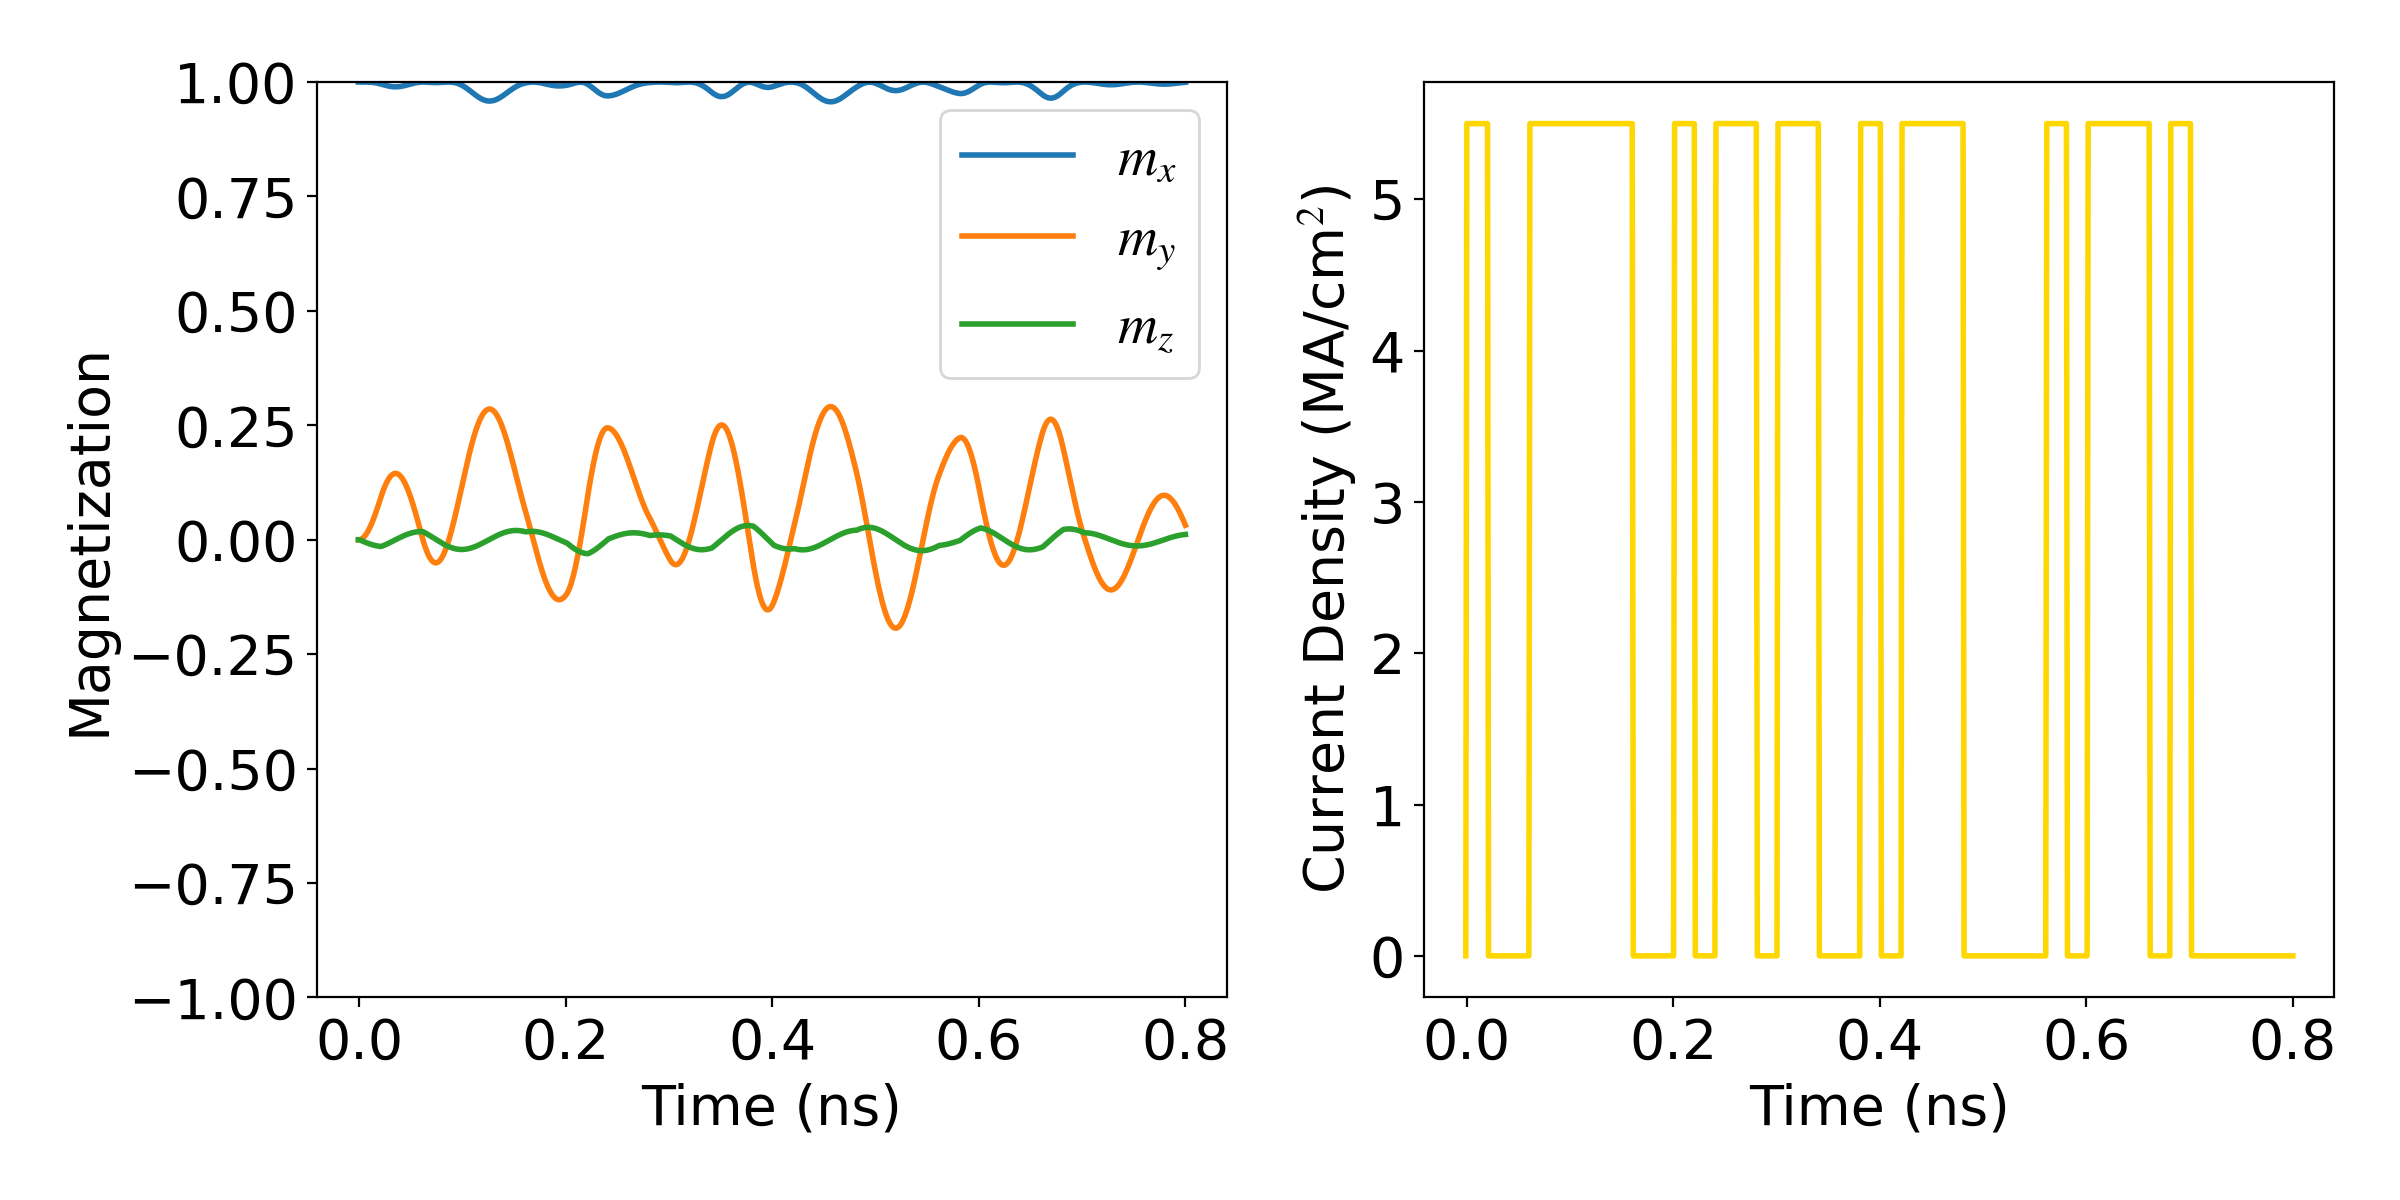 Magnetization
1.00
0.75
0.50
0.25
0.00
−0.25
−0.50
−0.75
−1.00
0.0 0.2 0.4 0.6 0.8
Time (ns)
m_x
m_y
m_z
Current Density (MA/cm²)
5
4
3
2
1
0
0.0 0.2 0.4 0.6 0.8
Time (ns)